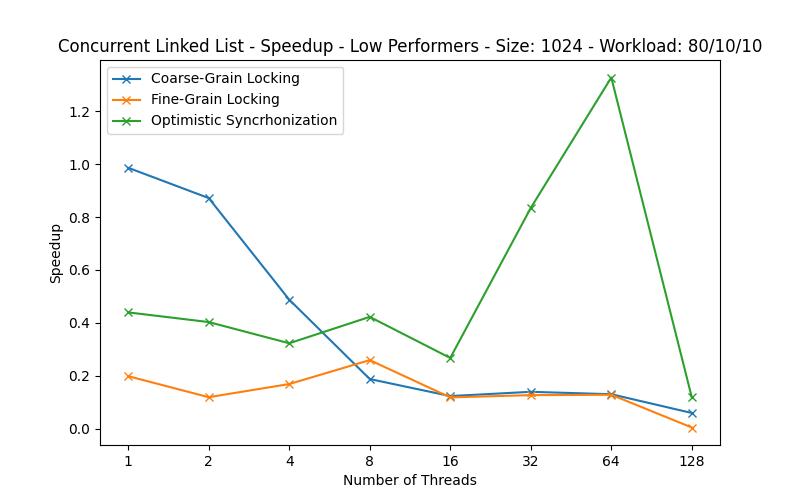 Concurrent Linked List - Speedup - Low Performers - Size: 1024 - Workload: 80/10/10
Coarse-Grain Locking
Fine-Grain Locking
Optimistic Syncrhonization
Speedup
1.2
1.0
0.8
0.6
0.4
0.2
0.0
1 2 4 8 16 32 64 128
Number of Threads